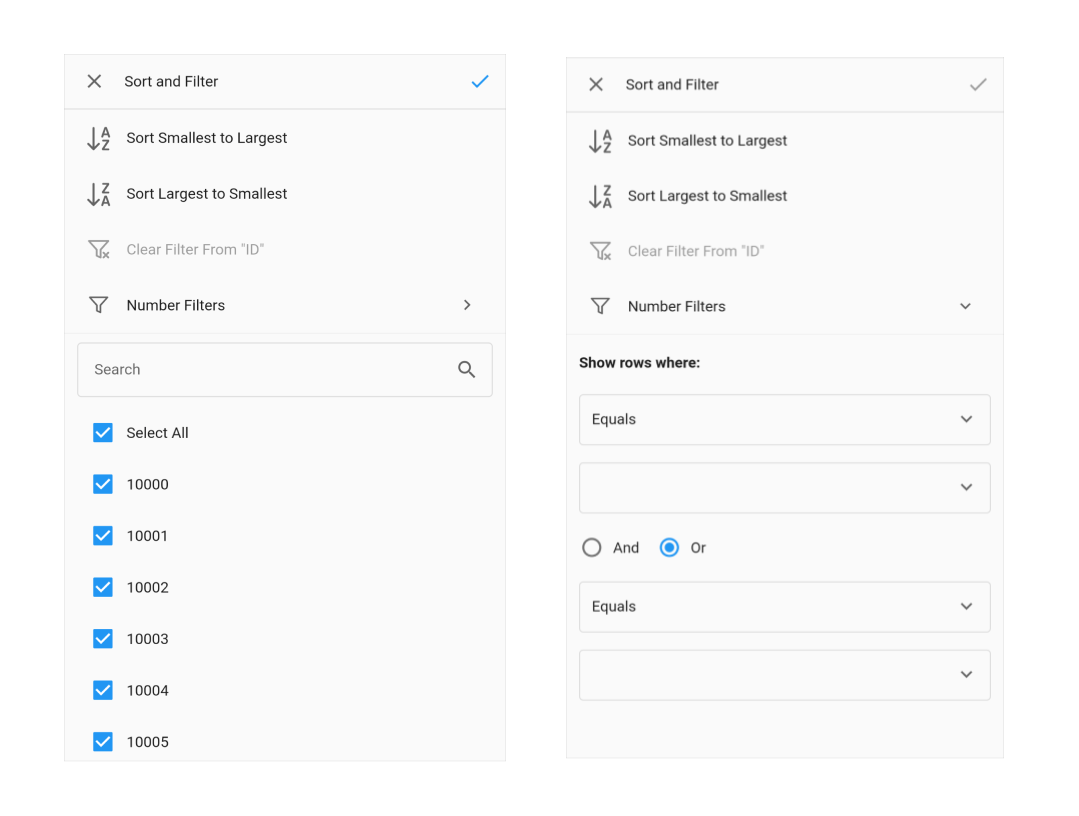 Sort and Filter
A
Z
Sort Smallest to Largest
Z
A
Sort Largest to Smallest
Clear Filter From "ID"
Number Filters
Search
Select All
10000
10001
10002
10003
10004
10005
Sort and Filter
A
Z
Sort Smallest to Largest
Z
A
Sort Largest to Smallest
Clear Filter From "ID"
Number Filters
Show rows where:
Equals
And Or
Equals